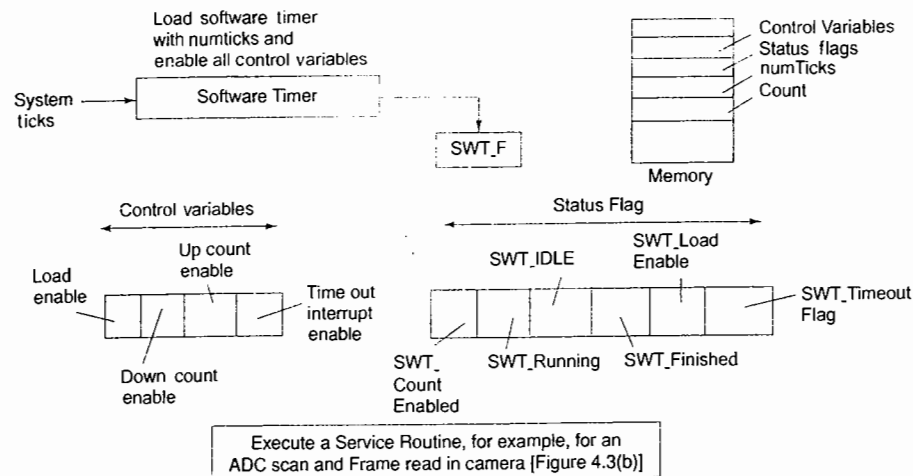 Load software timer
with numticks and
enable all control variables
System
ticks
Software Timer
SWT_F
Control Variables
Status flags
numTicks
Count
Memory
Control variables
Status Flag
Load
enable
Up count
enable
Time out
interrupt
enable
Down count
enable
SWT_IDLE
SWT_Load
Enable
SWT_Timeout
Flag
SWT_
Count
Enabled
SWT_Running
SWT_Finished
Execute a Service Routine, for example, for an
ADC scan and Frame read in camera [Figure 4.3(b)]